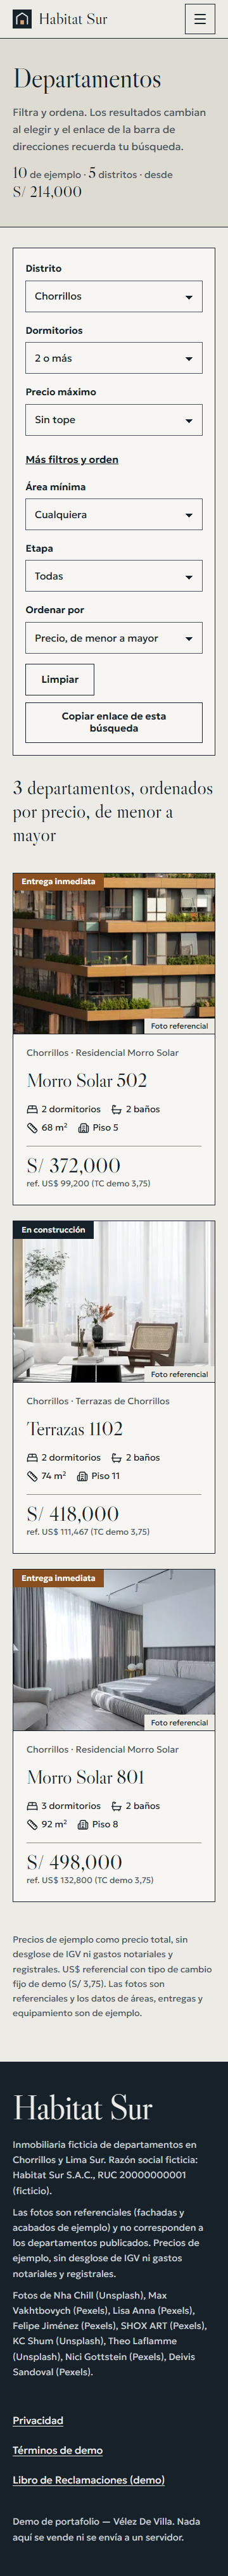 Habitat Sur
Departamentos
Filtra y ordena. Los resultados cambian
al elegir y el enlace de la barra de
direcciones recuerda tu búsqueda.
10 de ejemplo · 5 distritos · desde
S/ 214,000
Distrito
Chorrillos
Dormitorios
2 o más
Precio máximo
Sin tope
Más filtros y orden
Área mínima
Cualquiera
Etapa
Todas
Ordenar por
Precio, de menor a mayor
Limpiar
Copiar enlace de esta
búsqueda
3 departamentos, ordenados
por precio, de menor a
mayor
Entrega inmediata
Foto referencial
Chorrillos · Residencial Morro Solar
Morro Solar 502
2 dormitorios 2 baños
68 m² Piso 5
S/ 372,000
ref. US$ 99,200 (TC demo 3,75)
En construcción
Foto referencial
Chorrillos · Terrazas de Chorrillos
Terrazas 1102
2 dormitorios 2 baños
74 m² Piso 11
S/ 418,000
ref. US$ 111,467 (TC demo 3,75)
Entrega inmediata
Foto referencial
Chorrillos · Residencial Morro Solar
Morro Solar 801
3 dormitorios 2 baños
92 m² Piso 8
S/ 498,000
ref. US$ 132,800 (TC demo 3,75)
Precios de ejemplo como precio total, sin
desglose de IGV ni gastos notariales y
registrales. US$ referencial con tipo de cambio
fijo de demo (S/ 3,75). Las fotos son
referenciales y los datos de áreas, entregas y
equipamiento son de ejemplo.
Habitat Sur
Inmobiliaria ficticia de departamentos en
Chorrillos y Lima Sur. Razón social ficticia:
Habitat Sur S.A.C., RUC 20000000001
(ficticio).
Las fotos son referenciales (fachadas y
acabados de ejemplo) y no corresponden a
los departamentos publicados. Precios de
ejemplo, sin desglose de IGV ni gastos
notariales y registrales.
Fotos de Nha Chill (Unsplash), Max
Vakhtbovych (Pexels), Lisa Anna (Pexels),
Felipe Jiménez (Pexels), SHOX ART (Pexels),
KC Shum (Unsplash), Theo Laflamme
(Unsplash), Nici Gottstein (Pexels), Deivis
Sandoval (Pexels).
Privacidad
Términos de demo
Libro de Reclamaciones (demo)
Demo de portafolio — Vélez De Villa. Nada
aquí se vende ni se envía a un servidor.